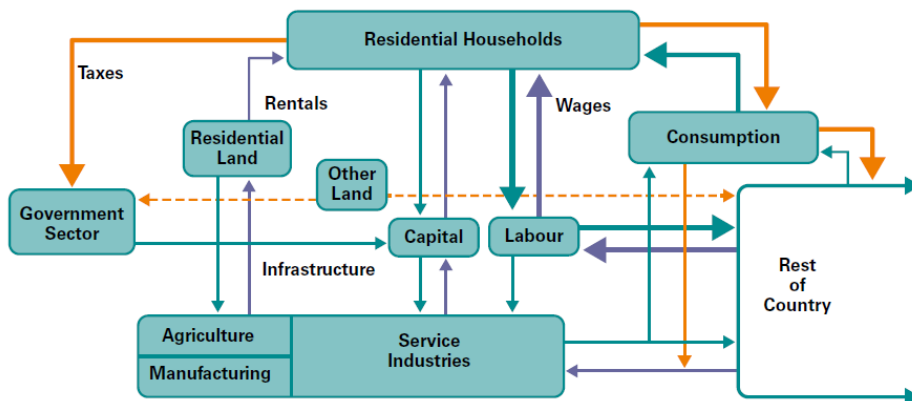 Residential Households
Taxes
Rentals
Wages
Residential
Land
Consumption
Other
Land
Government
Sector
Capital
Labour
Infrastructure
Rest
of
Country
Agriculture
Service
Industries
Manufacturing